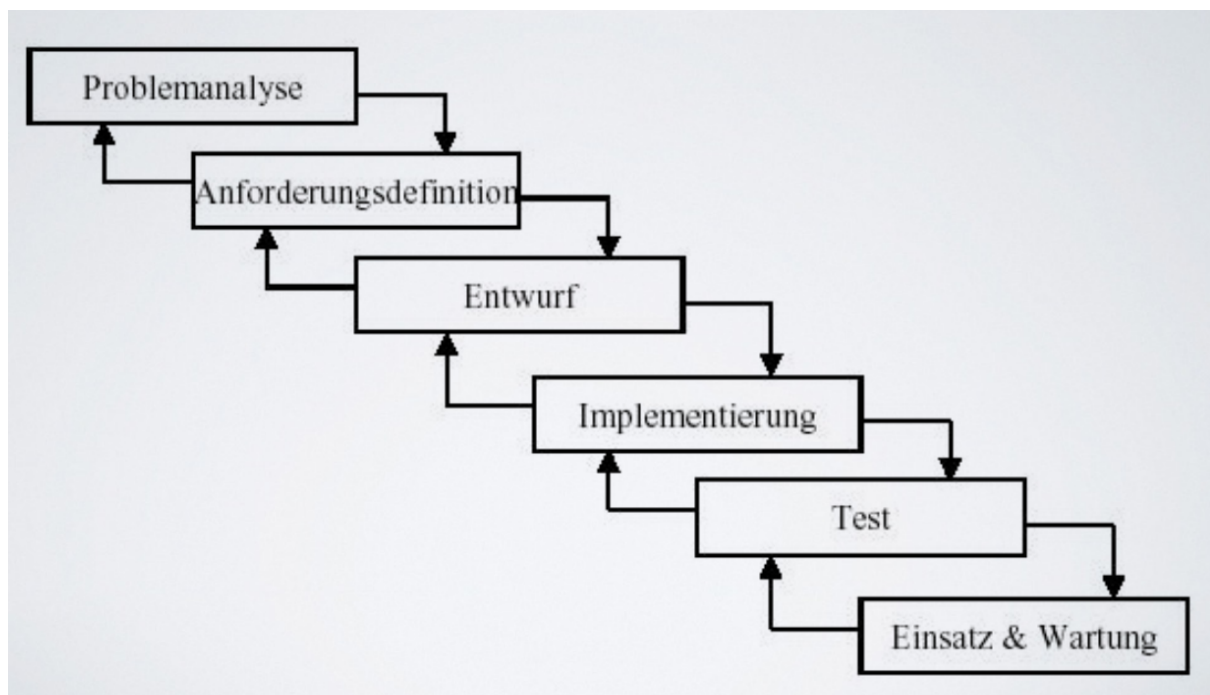 Problemanalyse
Anforderungsdefinition
Entwurf
Implementierung
Test
Einsatz & Wartung